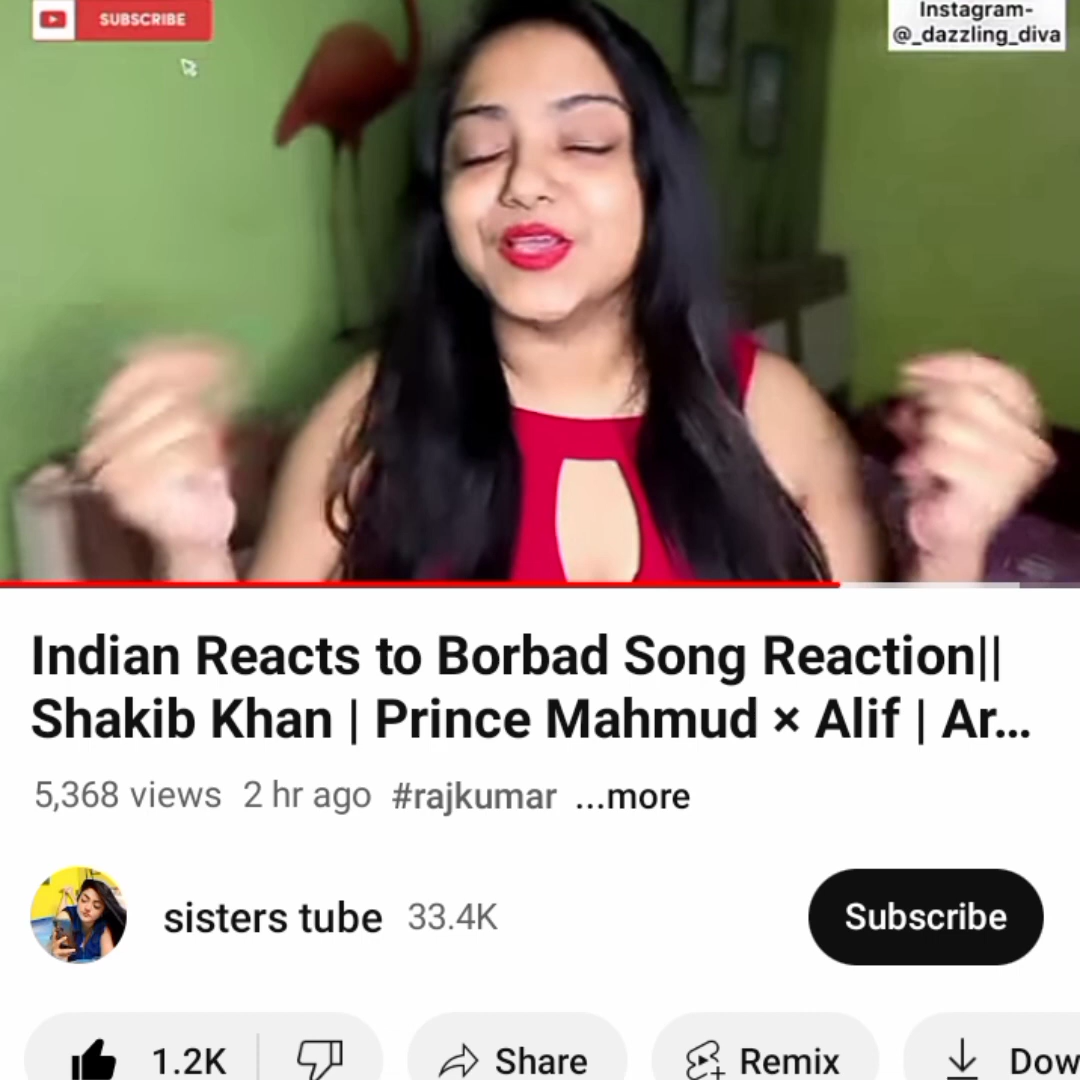 SUBSCRIBE
Instagram-
@_dazzling_diva
Indian Reacts to Borbad Song Reaction||
Shakib Khan | Prince Mahmud × Alif | Ar...
5,368 views 2 hr ago #rajkumar ...more
sisters tube 33.4K
Subscribe
1.2K Share Remix Dow